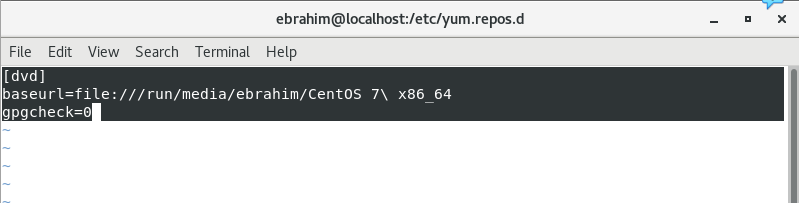 ebrahim@localhost:/etc/yum.repos.d
File Edit View Search Terminal Help
[dvd]
baseurl=file:///run/media/ebrahim/CentOS 7\ x86_64
gpgcheck=0
~
~
~
~
~